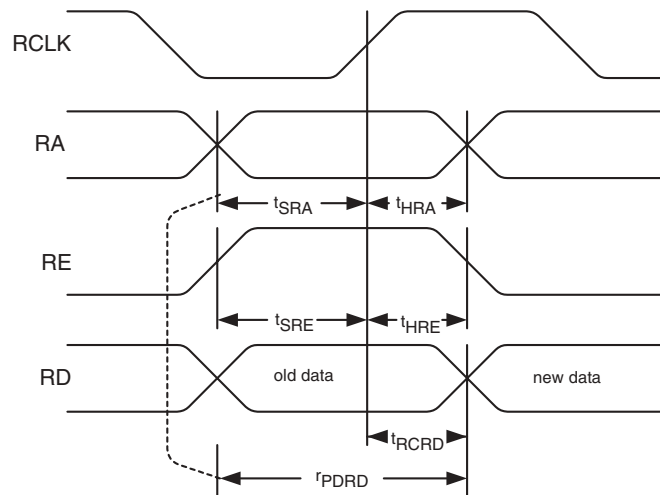 RCLK
RA
tSRA
tHRA
RE
tSRE
tHRE
RD
old data
new data
tRCRD
rPDRD